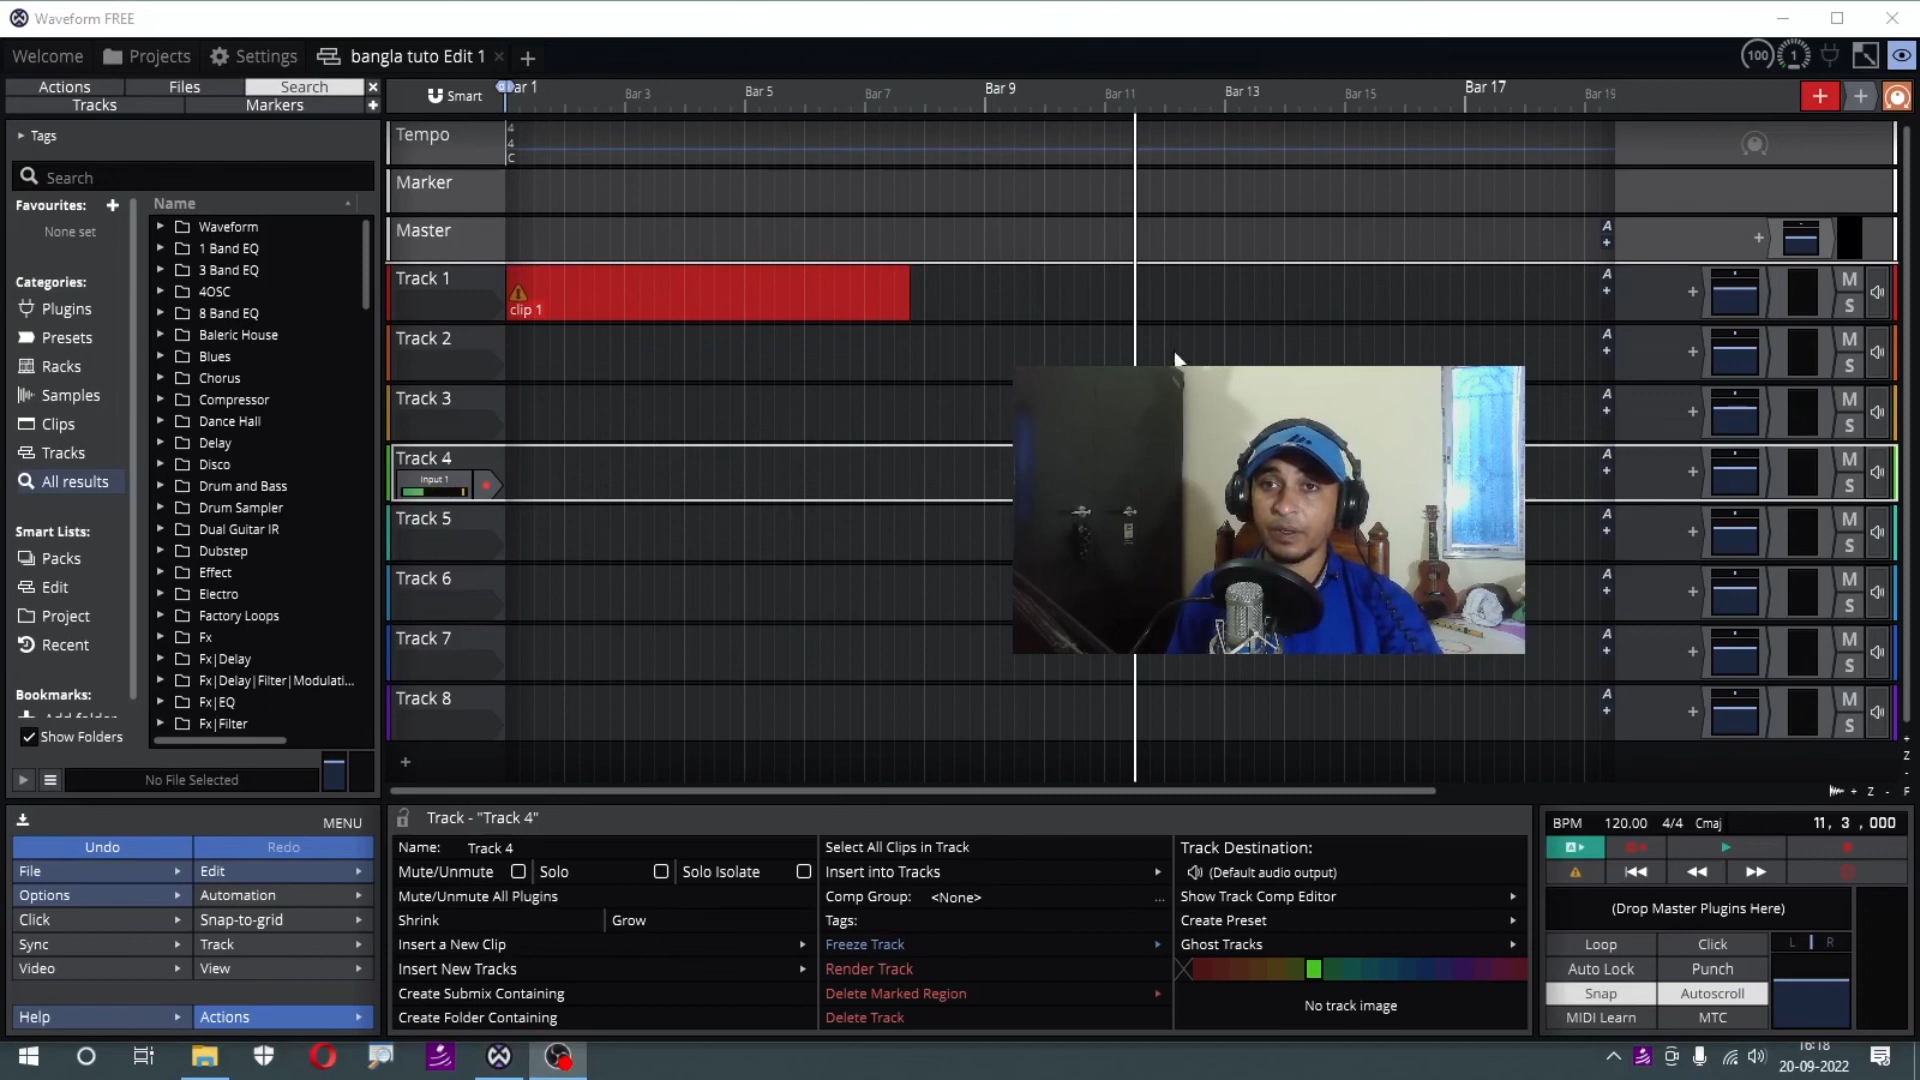 Waveform FREE
Welcome Projects Settings bangla tuto Edit 1
100 1
Actions Files Search
Tracks Markers
Smart
Bar 1 Bar 3 Bar 5 Bar 7 Bar 9 Bar 11 Bar 13 Bar 15 Bar 17 Bar 19
Tags
Search
Favourites: +
None set
Categories:
Plugins
Presets
Racks
Samples
Clips
Tracks
All results
Smart Lists:
Packs
Edit
Project
Recent
Bookmarks:
Show Folders
Name
Waveform
1 Band EQ
3 Band EQ
4OSC
8 Band EQ
Baleric House
Blues
Chorus
Compressor
Dance Hall
Delay
Disco
Drum and Bass
Drum Sampler
Dual Guitar IR
Dubstep
Effect
Electro
Factory Loops
Fx
Fx|Delay
Fx|Delay|Filter|Modulati...
Fx|EQ
Fx|Filter
No File Selected
Tempo
4
4
C
Marker
Master A
Track 1 A M S
clip 1
Track 2 A M S
Track 3 A M S
Track 4 A M S
Input 1
Track 5 A M S
Track 6 A M S
Track 7 A M S
Track 8 A M S
+ Z - F
MENU
Undo Redo
File Edit
Options Automation
Click Snap-to-grid
Sync Track
Video View
Help Actions
Track - "Track 4"
Name: Track 4
Mute/Unmute Solo Solo Isolate
Mute/Unmute All Plugins
Shrink Grow
Insert a New Clip
Insert New Tracks
Create Submix Containing
Create Folder Containing
Select All Clips in Track
Insert into Tracks
Comp Group: <None> ...
Tags:
Freeze Track
Render Track
Delete Marked Region
Delete Track
Track Destination:
(Default audio output)
Show Track Comp Editor
Create Preset
Ghost Tracks
No track image
BPM 120.00 4/4 Cmaj 11, 3 , 000
(Drop Master Plugins Here)
Loop Click L R
Auto Lock Punch
Snap Autoscroll
MIDI Learn MTC
16:18
20-09-2022